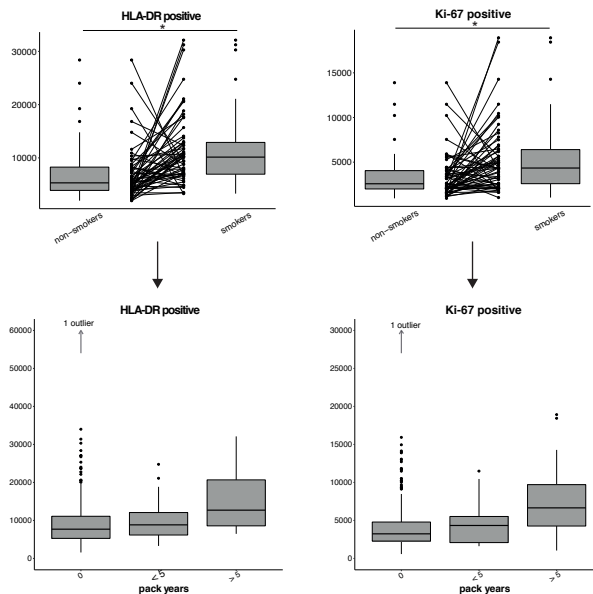 HLA-DR positive
*
30000
20000
10000
non-smokers
smokers
Ki-67 positive
*
15000
10000
5000
non-smokers
smokers
HLA-DR positive
1 outlier
60000
50000
40000
30000
20000
10000
0
0
< 5
> 5
pack years
Ki-67 positive
1 outlier
30000
25000
20000
15000
10000
5000
0
0
< 5
> 5
pack years